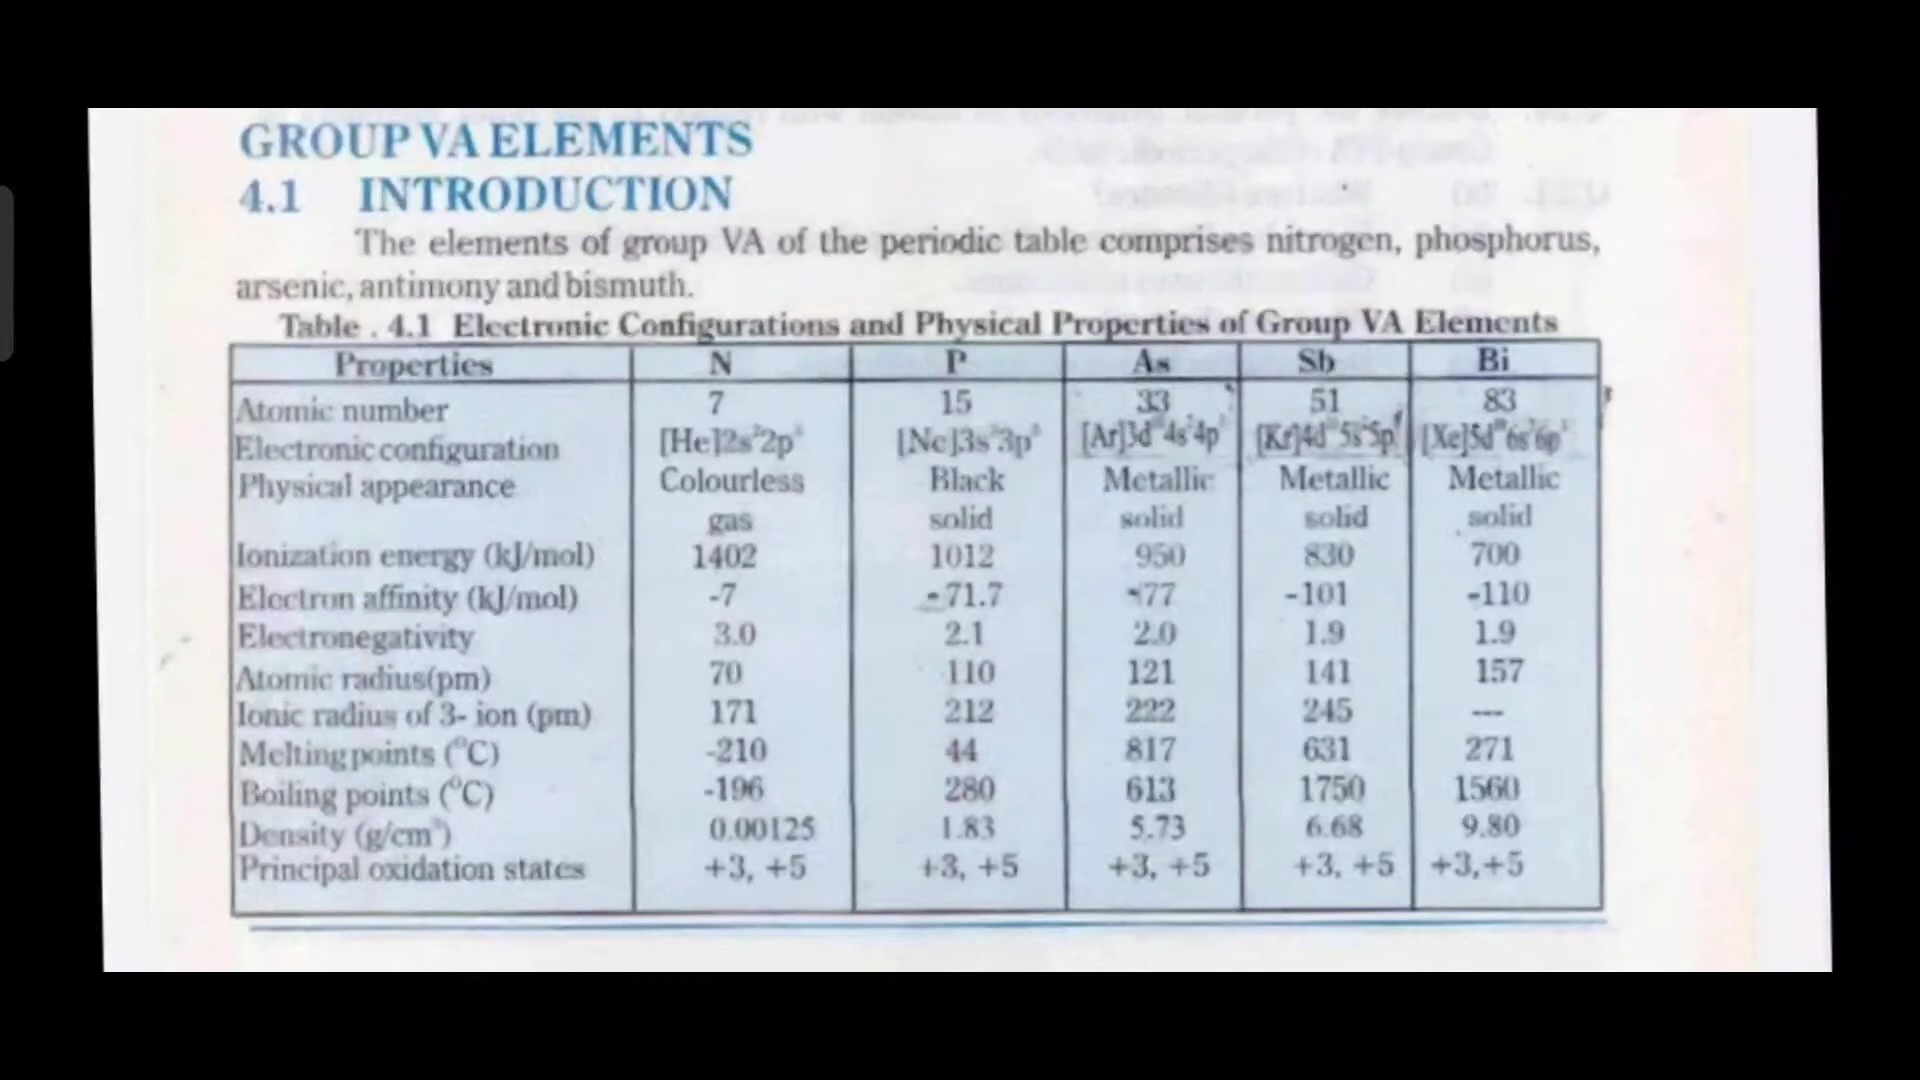 GROUP VA ELEMENTS
4.1 INTRODUCTION
The elements of group VA of the periodic table comprises nitrogen, phosphorus,
arsenic, antimony and bismuth.
Table . 4.1 Electronic Configurations and Physical Properties of Group VA Elements
Properties N P As Sb Bi
Atomic number 7 15 33 51 83
Electronic configuration [He]2s²2p³ [Ne]3s²3p³ [Ar]3d¹⁰4s²4p³ [Kr]4d¹⁰5s²5p³ [Xe]5d¹⁰6s²6p³
Physical appearance Colourless Black Metallic Metallic Metallic
gas solid solid solid solid
Ionization energy (kJ/mol) 1402 1012 950 830 700
Electron affinity (kJ/mol) -7 -71.7 -77 -101 -110
Electronegativity 3.0 2.1 2.0 1.9 1.9
Atomic radius(pm) 70 110 121 141 157
Ionic radius of 3- ion (pm) 171 212 222 245 ---
Melting points (°C) -210 44 817 631 271
Boiling points (°C) -196 280 613 1750 1560
Density (g/cm³) 0.00125 1.83 5.73 6.68 9.80
Principal oxidation states +3, +5 +3, +5 +3, +5 +3, +5 +3,+5